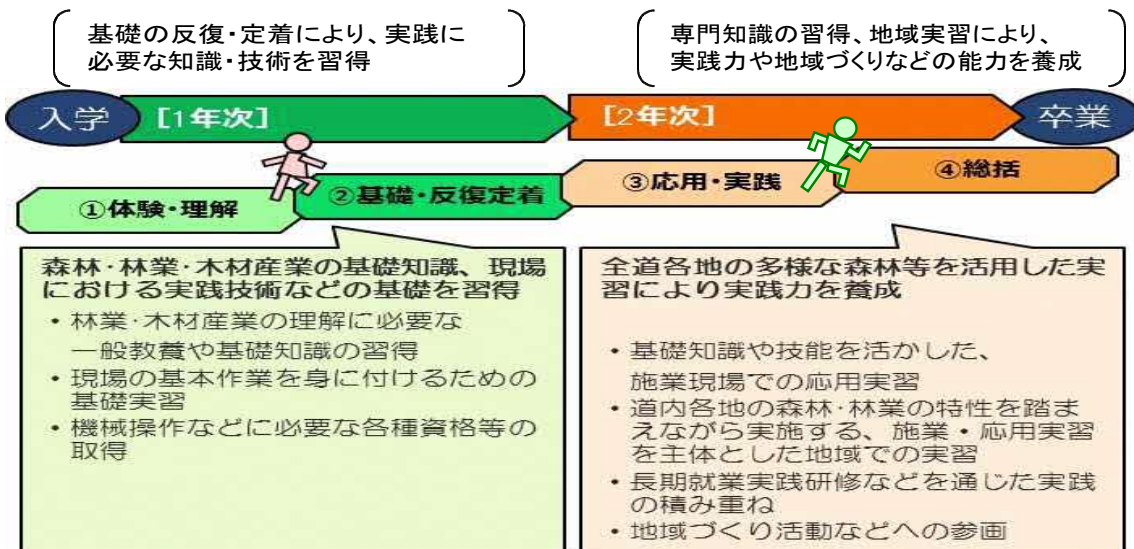 基礎の反復・定着により、実践に
必要な知識・技術を習得
専門知識の習得、地域実習により、
実践力や地域づくりなどの能力を養成
入学
[1年次]
[2年次]
卒業
①体験・理解
②基礎・反復定着
③応用・実践
④総括
森林・林業・木材産業の基礎知識、現場
における実践技術などの基礎を習得
・林業・木材産業の理解に必要な
一般教養や基礎知識の習得
・現場の基本作業を身に付けるための
基礎実習
・機械操作などに必要な各種資格等の
取得
全道各地の多様な森林等を活用した実
習により実践力を養成
・基礎知識や技能を活かした、
施業現場での応用実習
・道内各地の森林・林業の特性を踏ま
えながら実施する、施業・応用実習
を主体とした地域での実習
・長期就業実践研修などを通じた実践
の積み重ね
・地域づくり活動などへの参画